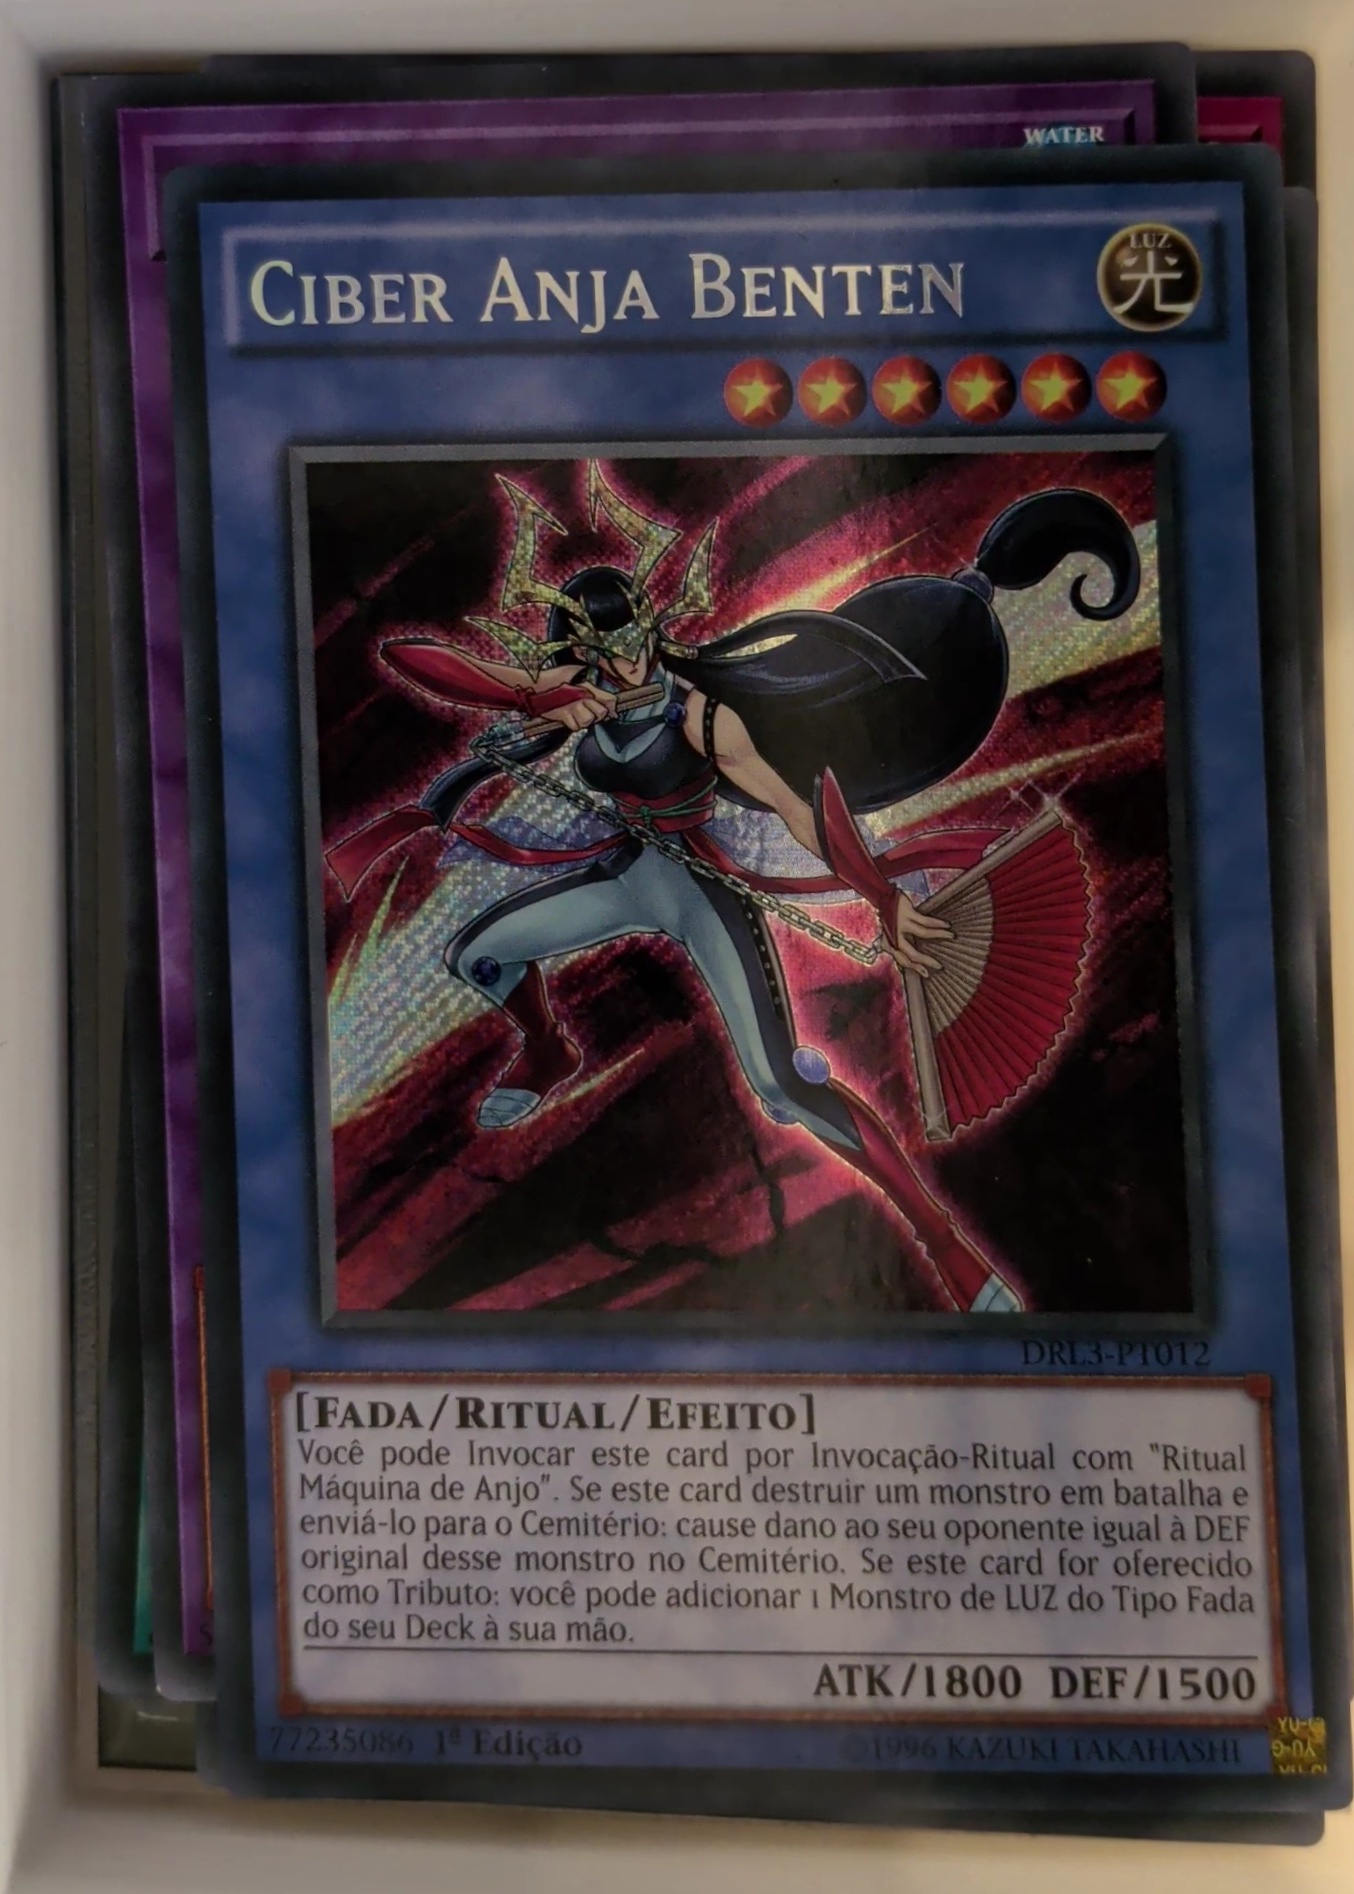 WATER
CIBER ANJA BENTEN
LUZ
光
DRL3-PT012
[FADA/RITUAL/EFEITO]
Você pode Invocar este card por Invocação-Ritual com "Ritual
Máquina de Anjo". Se este card destruir um monstro em batalha e
enviá-lo para o Cemitério: cause dano ao seu oponente igual à DEF
original desse monstro no Cemitério. Se este card for oferecido
como Tributo: você pode adicionar 1 Monstro de LUZ do Tipo Fada
do seu Deck à sua mão.
ATK/1800 DEF/1500
77235086 1ª Edição
©1996 KAZUKI TAKAHASHI